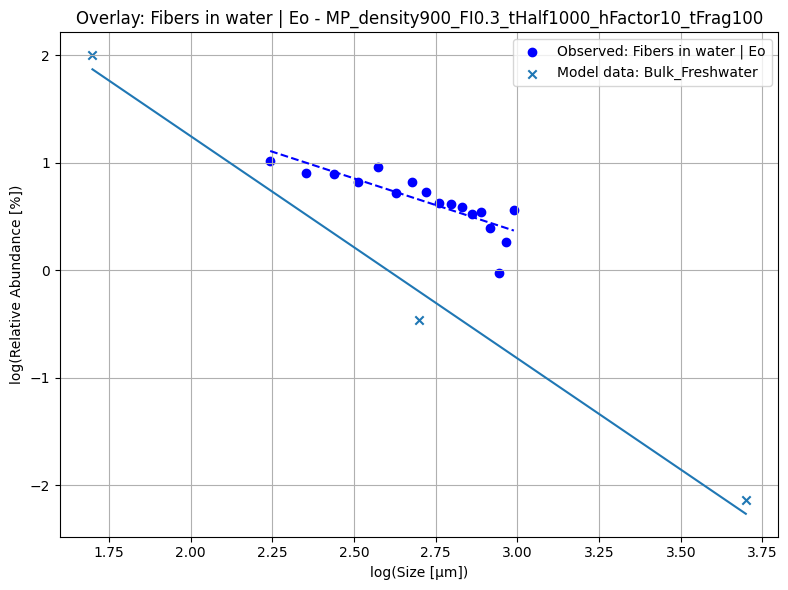 Overlay: Fibers in water | Eo - MP_density900_FI0.3_tHalf1000_hFactor10_tFrag100
Observed: Fibers in water | Eo
Model data: Bulk_Freshwater
log(Relative Abundance [%])
2
1
0
−1
−2
1.75
2.00
2.25
2.50
2.75
3.00
3.25
3.50
3.75
log(Size [μm])